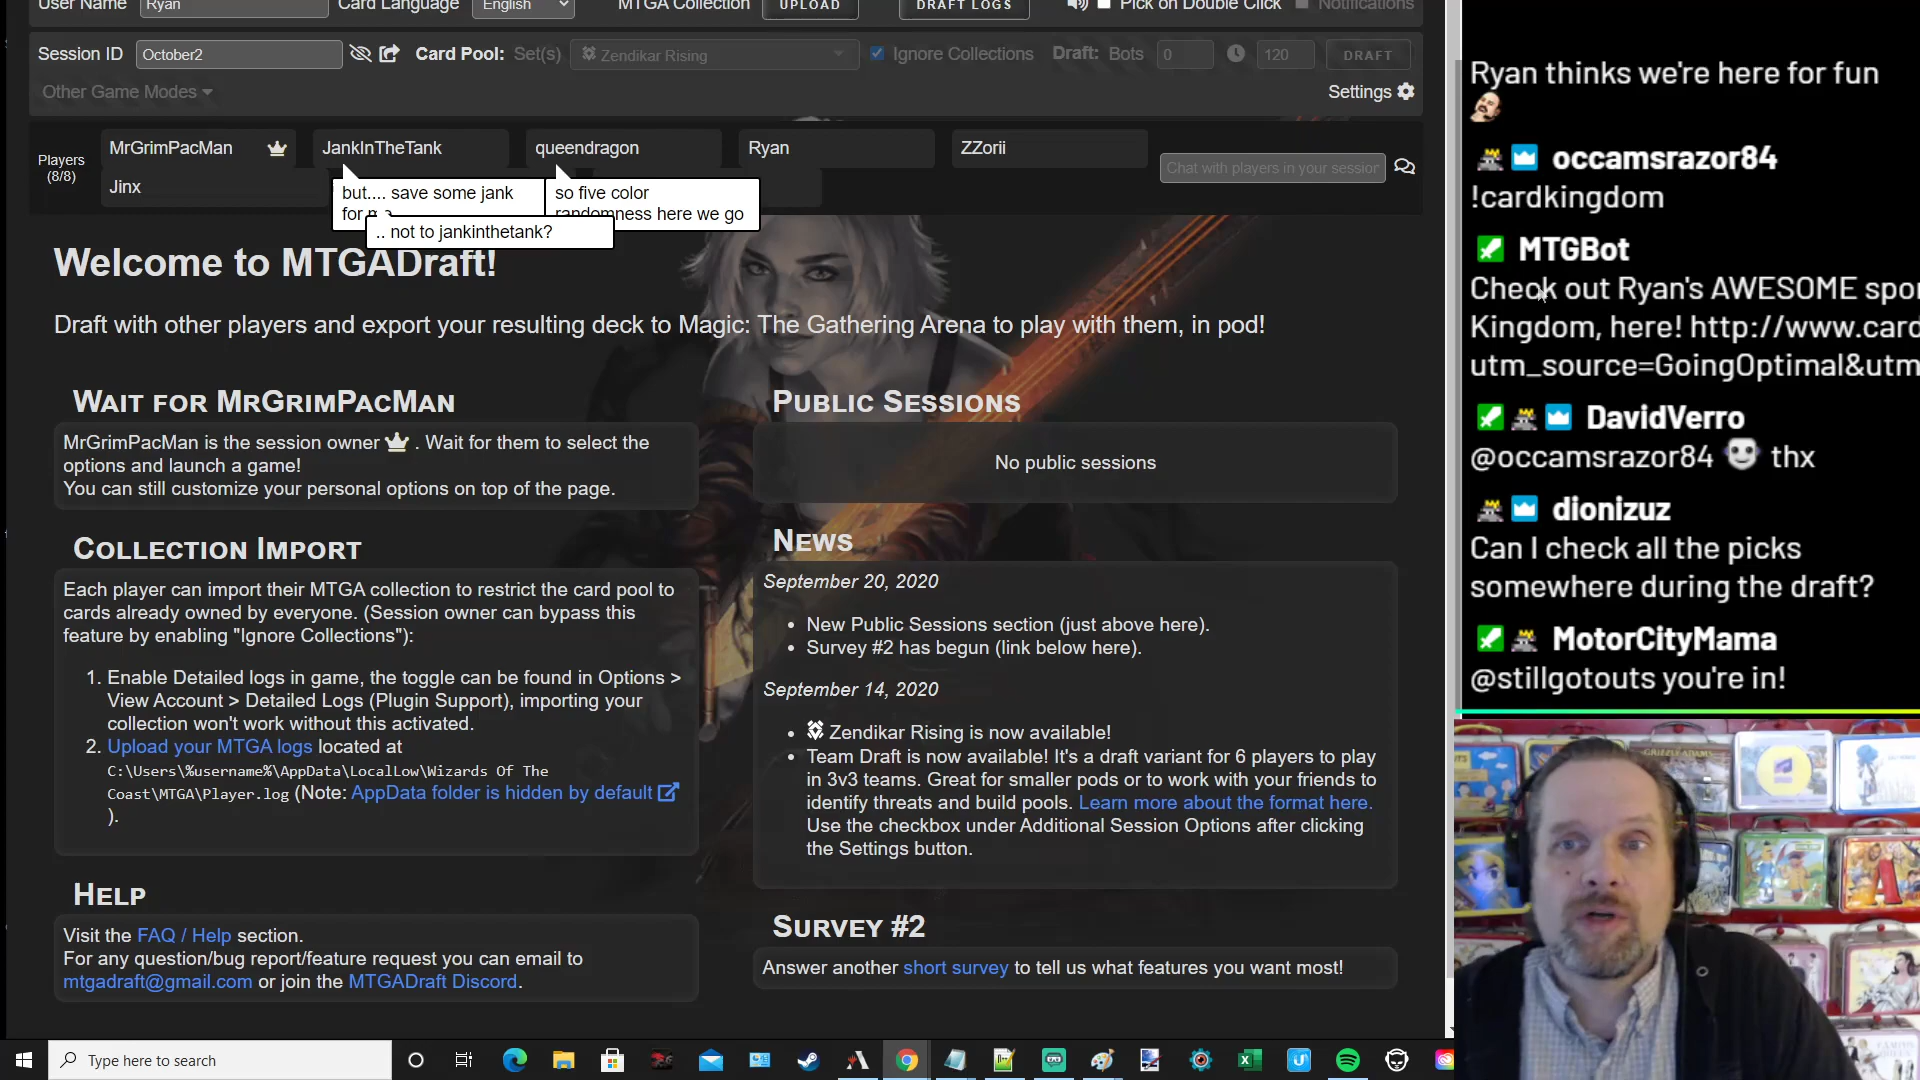 User Name Ryan Card Language English MTGA Collection UPLOAD DRAFT LOGS Pick on Double Click Notifications
Session ID October2 Card Pool: Set(s) Zendikar Rising Ignore Collections Draft: Bots 0 120 DRAFT
Other Game Modes Settings
Players
(8/8)
MrGrimPacMan JankInTheTank queendragon Ryan ZZorii
Jinx
Chat with players in your session
but.... save some jank
for
.. not to jankinthetank?
so five color
randomness here we go
Welcome to MTGADraft!
Draft with other players and export your resulting deck to Magic: The Gathering Arena to play with them, in pod!
Wait for MrGrimPacMan
MrGrimPacMan is the session owner . Wait for them to select the
options and launch a game!
You can still customize your personal options on top of the page.
Collection Import
Each player can import their MTGA collection to restrict the card pool to
cards already owned by everyone. (Session owner can bypass this
feature by enabling "Ignore Collections"):
1. Enable Detailed logs in game, the toggle can be found in Options >
View Account > Detailed Logs (Plugin Support), importing your
collection won't work without this activated.
2. Upload your MTGA logs located at
C:\Users\%username%\AppData\LocalLow\Wizards Of The
Coast\MTGA\Player.log (Note: AppData folder is hidden by default
).
Help
Visit the FAQ / Help section.
For any question/bug report/feature request you can email to
mtgadraft@gmail.com or join the MTGADraft Discord.
Public Sessions
No public sessions
News
September 20, 2020
• New Public Sessions section (just above here).
• Survey #2 has begun (link below here).
September 14, 2020
• Zendikar Rising is now available!
• Team Draft is now available! It's a draft variant for 6 players to play
in 3v3 teams. Great for smaller pods or to work with your friends to
identify threats and build pools. Learn more about the format here.
Use the checkbox under Additional Session Options after clicking
the Settings button.
Survey #2
Answer another short survey to tell us what features you want most!
Ryan thinks we're here for fun
occamsrazor84
!cardkingdom
MTGBot
Check out Ryan's AWESOME spo
Kingdom, here! http://www.card
utm_source=GoingOptimal&utm
DavidVerro
@occamsrazor84 thx
dionizuz
Can I check all the picks
somewhere during the draft?
MotorCityMama
@stillgotouts you're in!
GRIZZLY ADAMS
Type here to search